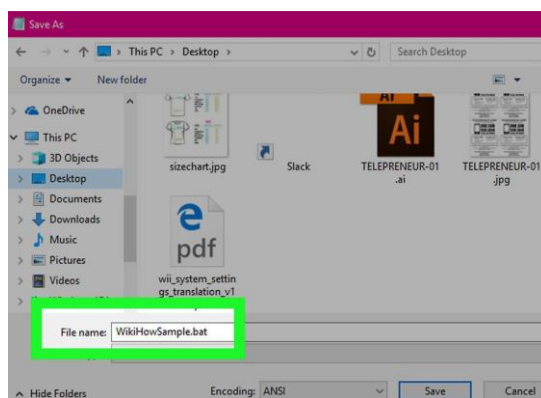 Save As
This PC > Desktop >
Search Desktop
Organize
New folder
OneDrive
This PC
3D Objects
Desktop
Documents
Downloads
Music
Pictures
Videos
sizechart.jpg
Slack
Ai
TELEPRENEUR-01
.ai
TELEPRENEUR-01
.jpg
pdf
wii_system_settin
gs_translation_v1
File name: WikiHowSample.bat
Hide Folders
Encoding: ANSI
Save
Cancel